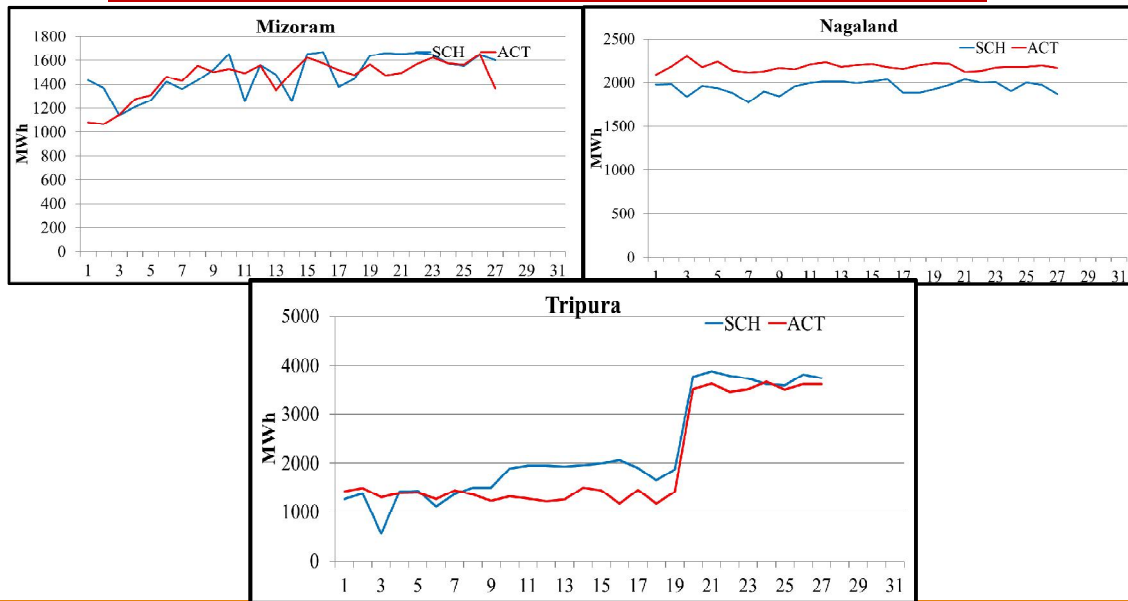 Mizoram
SCH ACT
1800
1600
1400
1200
1000
800
600
400
200
0
MWh
1 3 5 7 9 11 13 15 17 19 21 23 25 27 29 31
Nagaland
SCH ACT
2500
2000
1500
1000
500
0
MWh
1 3 5 7 9 11 13 15 17 19 21 23 25 27 29 31
Tripura
SCH ACT
5000
4000
3000
2000
1000
0
MWh
1 3 5 7 9 11 13 15 17 19 21 23 25 27 29 31